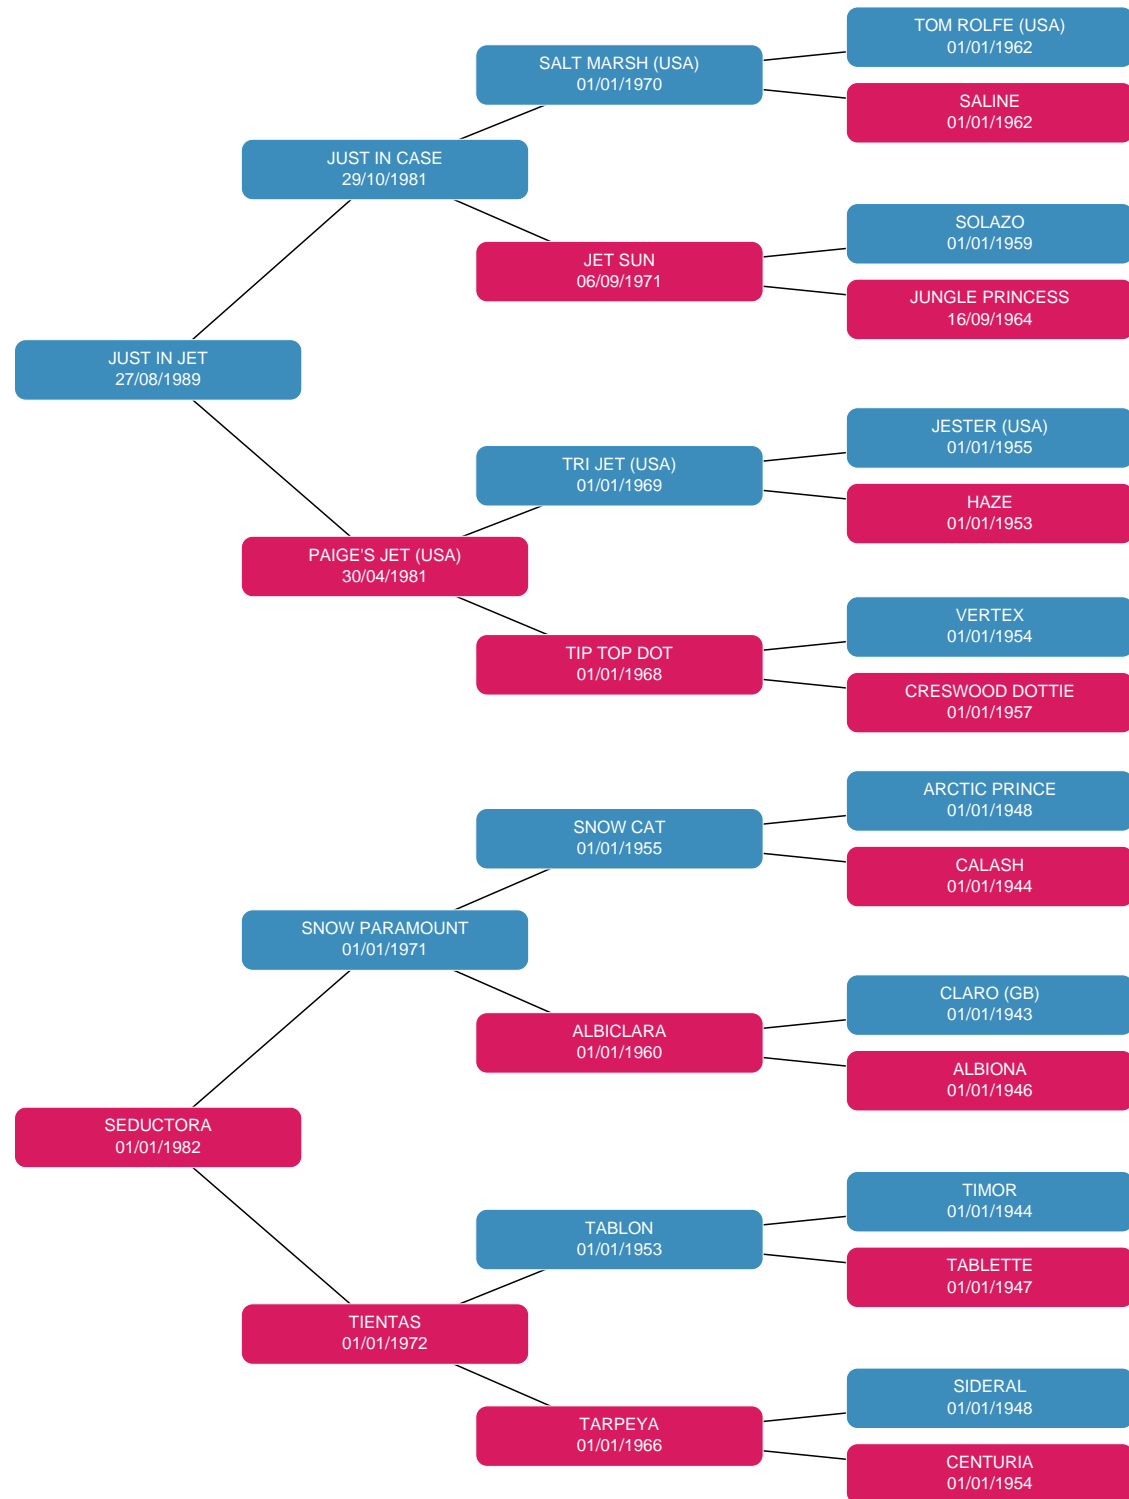 TOM ROLFE (USA)
01/01/1962
SALT MARSH (USA)
01/01/1970
SALINE
01/01/1962
JUST IN CASE
29/10/1981
SOLAZO
01/01/1959
JET SUN
06/09/1971
JUNGLE PRINCESS
16/09/1964
JUST IN JET
27/08/1989
JESTER (USA)
01/01/1955
TRI JET (USA)
01/01/1969
HAZE
01/01/1953
PAIGE'S JET (USA)
30/04/1981
VERTEX
01/01/1954
TIP TOP DOT
01/01/1968
CRESWOOD DOTTIE
01/01/1957
ARCTIC PRINCE
01/01/1948
SNOW CAT
01/01/1955
CALASH
01/01/1944
SNOW PARAMOUNT
01/01/1971
CLARO (GB)
01/01/1943
ALBICLARA
01/01/1960
ALBIONA
01/01/1946
SEDUCTORA
01/01/1982
TIMOR
01/01/1944
TABLON
01/01/1953
TABLETTE
01/01/1947
TIENTAS
01/01/1972
SIDERAL
01/01/1948
TARPEYA
01/01/1966
CENTURIA
01/01/1954